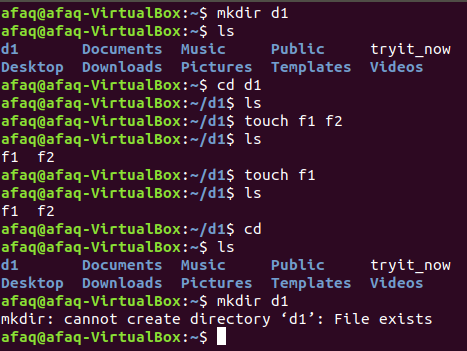 afaq@afaq-VirtualBox:~$ mkdir d1
afaq@afaq-VirtualBox:~$ ls
d1 Documents Music Public tryit_now
Desktop Downloads Pictures Templates Videos
afaq@afaq-VirtualBox:~$ cd d1
afaq@afaq-VirtualBox:~/d1$ ls
afaq@afaq-VirtualBox:~/d1$ touch f1 f2
afaq@afaq-VirtualBox:~/d1$ ls
f1 f2
afaq@afaq-VirtualBox:~/d1$ touch f1
afaq@afaq-VirtualBox:~/d1$ ls
f1 f2
afaq@afaq-VirtualBox:~/d1$ cd
afaq@afaq-VirtualBox:~$ ls
d1 Documents Music Public tryit_now
Desktop Downloads Pictures Templates Videos
afaq@afaq-VirtualBox:~$ mkdir d1
mkdir: cannot create directory ‘d1’: File exists
afaq@afaq-VirtualBox:~$